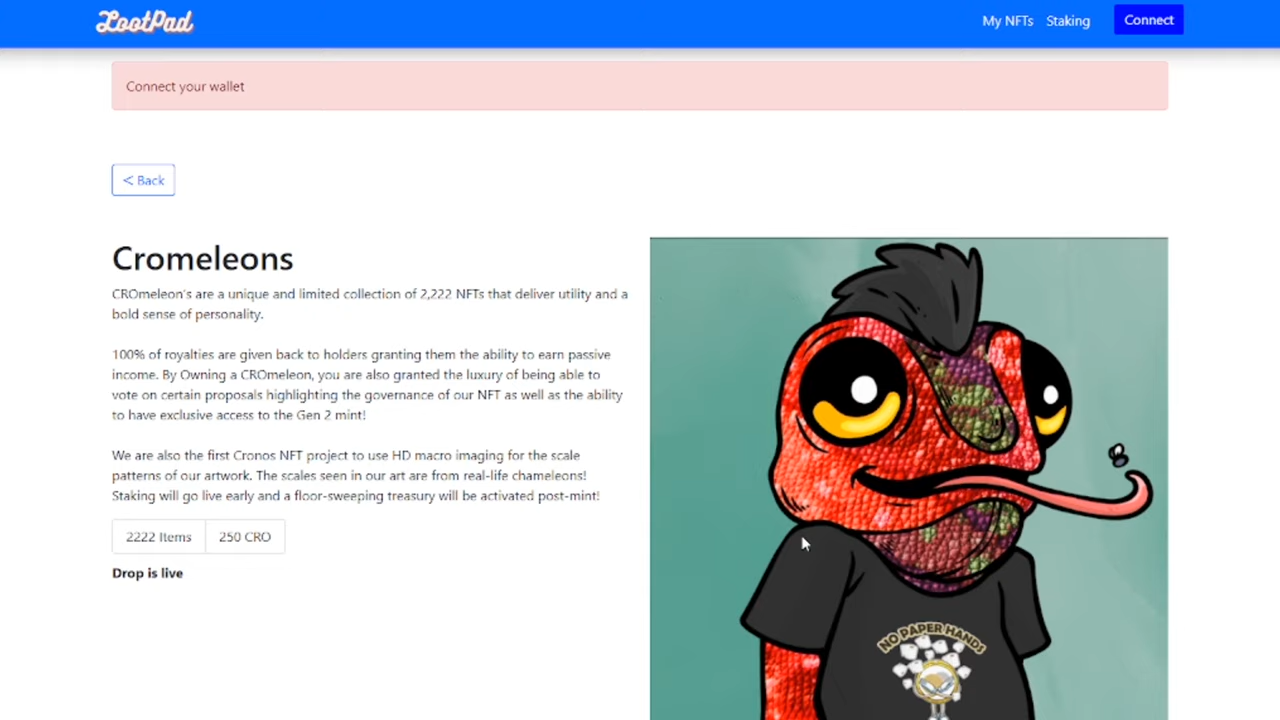 LootPad
My NFTs
Staking
Connect
Connect your wallet
< Back
Cromeleons
CROmeleon's are a unique and limited collection of 2,222 NFTs that deliver utility and a
bold sense of personality.
100% of royalties are given back to holders granting them the ability to earn passive
income. By Owning a CROmeleon, you are also granted the luxury of being able to
vote on certain proposals highlighting the governance of our NFT as well as the ability
to have exclusive access to the Gen 2 mint!
We are also the first Cronos NFT project to use HD macro imaging for the scale
patterns of our artwork. The scales seen in our art are from real-life chameleons!
Staking will go live early and a floor-sweeping treasury will be activated post-mint!
2222 Items
250 CRO
Drop is live
NO PAPER HANDS